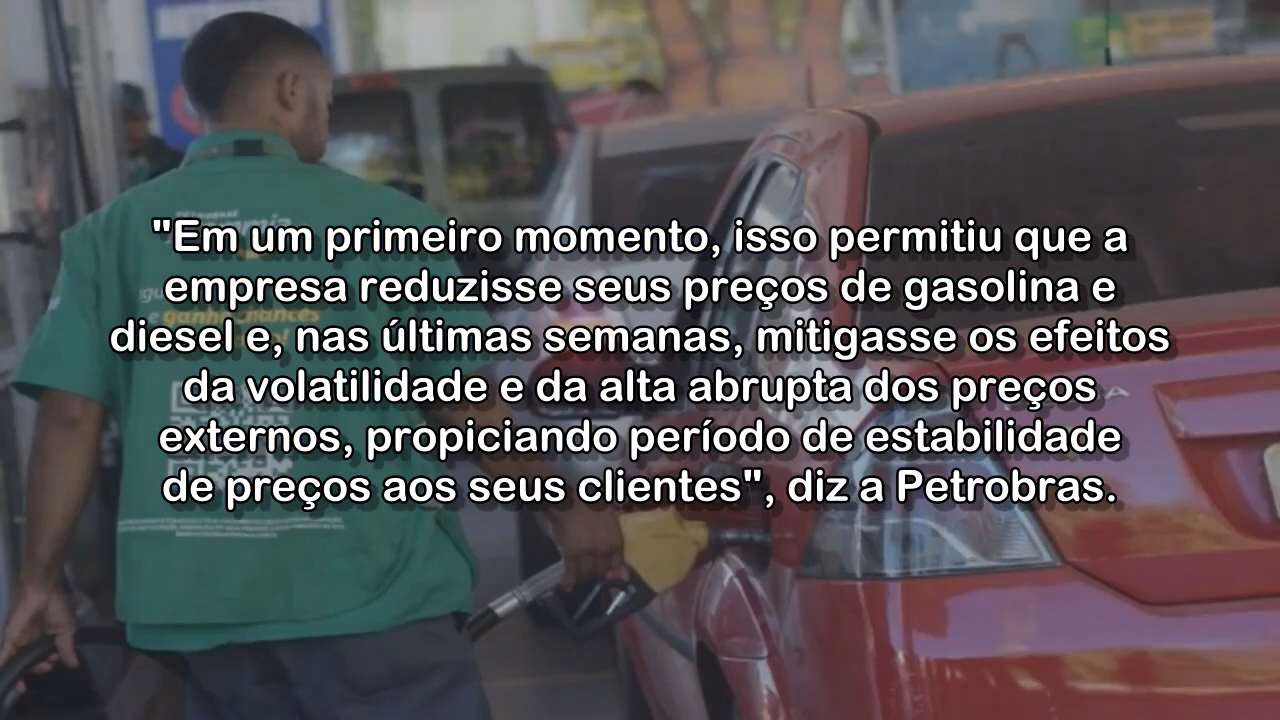 "Em um primeiro momento, isso permitiu que a
empresa reduzisse seus preços de gasolina e
diesel e, nas últimas semanas, mitigasse os efeitos
da volatilidade e da alta abrupta dos preços
externos, propiciando período de estabilidade
de preços aos seus clientes", diz a Petrobras.
e ganhe chances